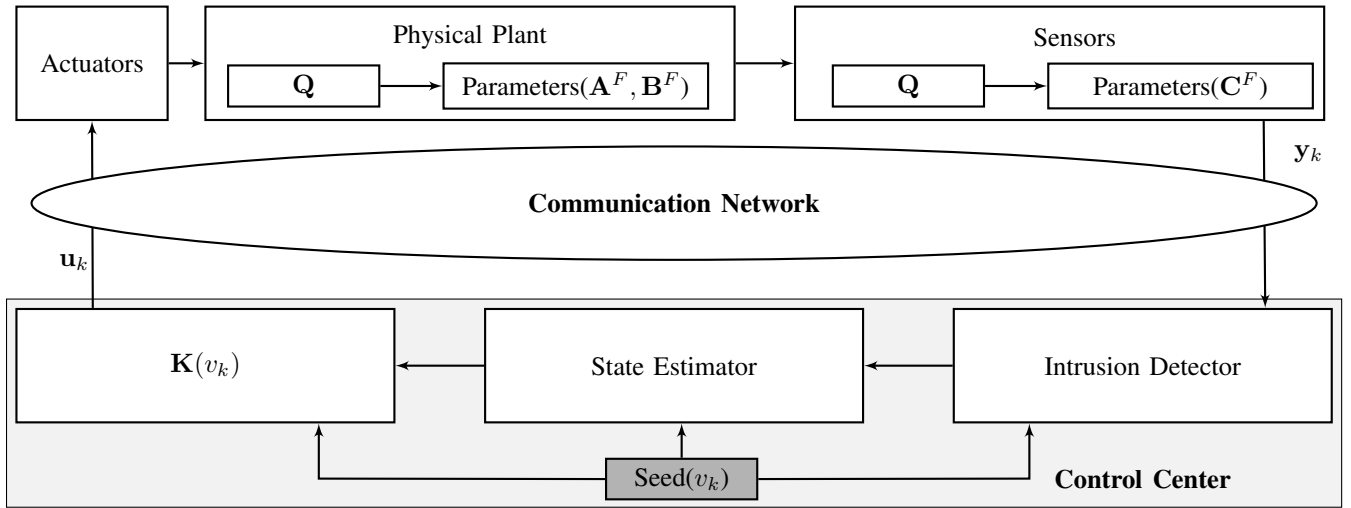 Actuators
Physical Plant
Q
Parameters(A^F, B^F)
Sensors
Q
Parameters(C^F)
y_k
Communication Network
u_k
K(v_k)
State Estimator
Intrusion Detector
Seed(v_k)
Control Center